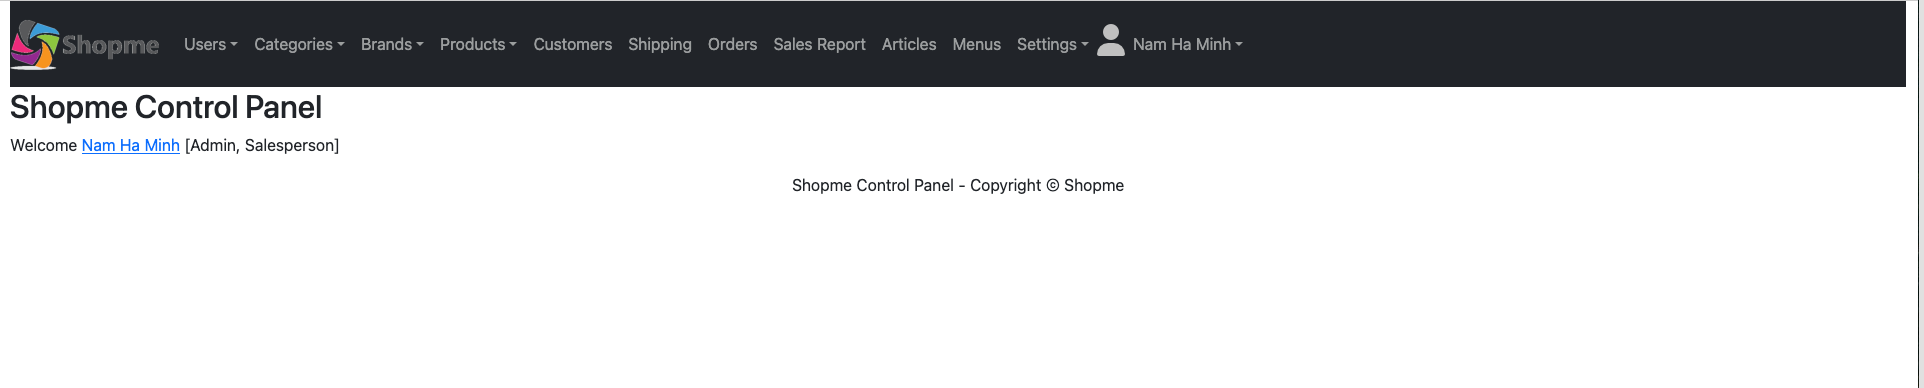 Shopme Users Categories Brands Products Customers Shipping Orders Sales Report Articles Menus Settings Nam Ha Minh
Shopme Control Panel
Welcome Nam Ha Minh [Admin, Salesperson]
Shopme Control Panel - Copyright © Shopme